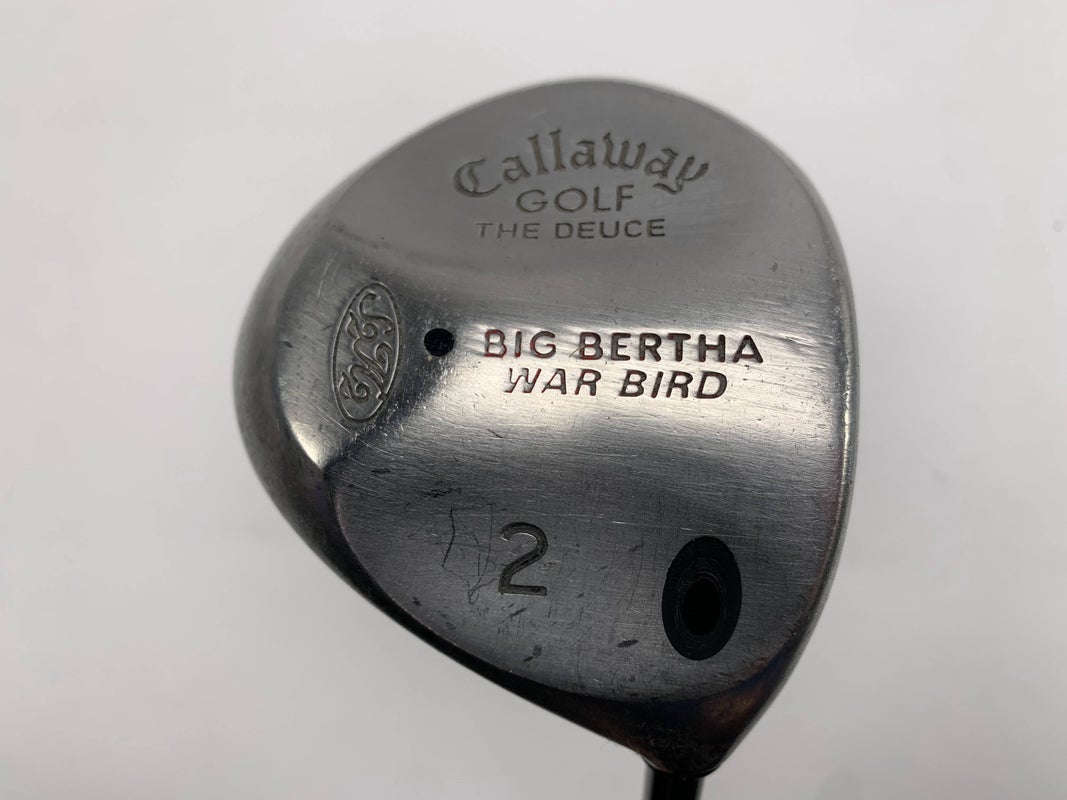 Callaway
GOLF
THE DEUCE
BIG BERTHA
WAR BIRD
2